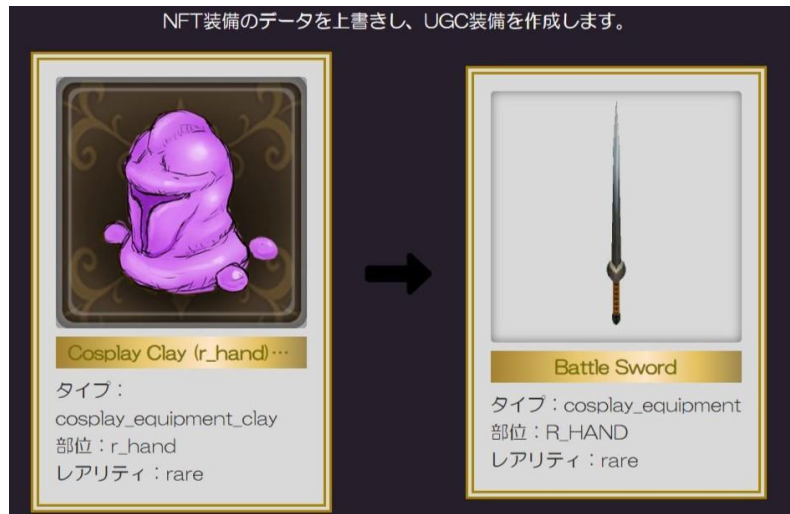 NFT装備のデータを上書きし、UGC装備を作成します。
Cosplay Clay (r_hand)…
タイプ：
cosplay_equipment_clay
部位：r_hand
レアリティ：rare
Battle Sword
タイプ：cosplay_equipment
部位：R_HAND
レアリティ：rare